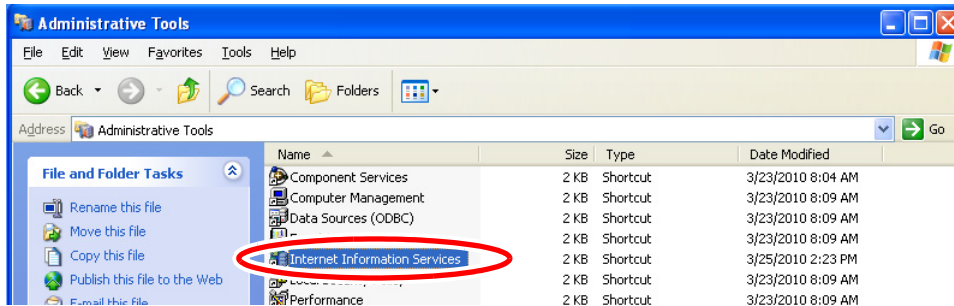 Administrative Tools
File Edit View Favorites Tools Help
Back Search Folders
Address Administrative Tools Go
Name Size Type Date Modified
File and Folder Tasks
Rename this file
Move this file
Copy this file
Publish this file to the Web
E-mail this file
Component Services 2 KB Shortcut 3/23/2010 8:04 AM
Computer Management 2 KB Shortcut 3/23/2010 8:09 AM
Data Sources (ODBC) 2 KB Shortcut 3/23/2010 8:09 AM
2 KB Shortcut 3/23/2010 8:09 AM
Internet Information Services 2 KB Shortcut 3/25/2010 2:23 PM
2 KB Shortcut 3/23/2010 8:09 AM
Performance 2 KB Shortcut 3/23/2010 8:09 AM